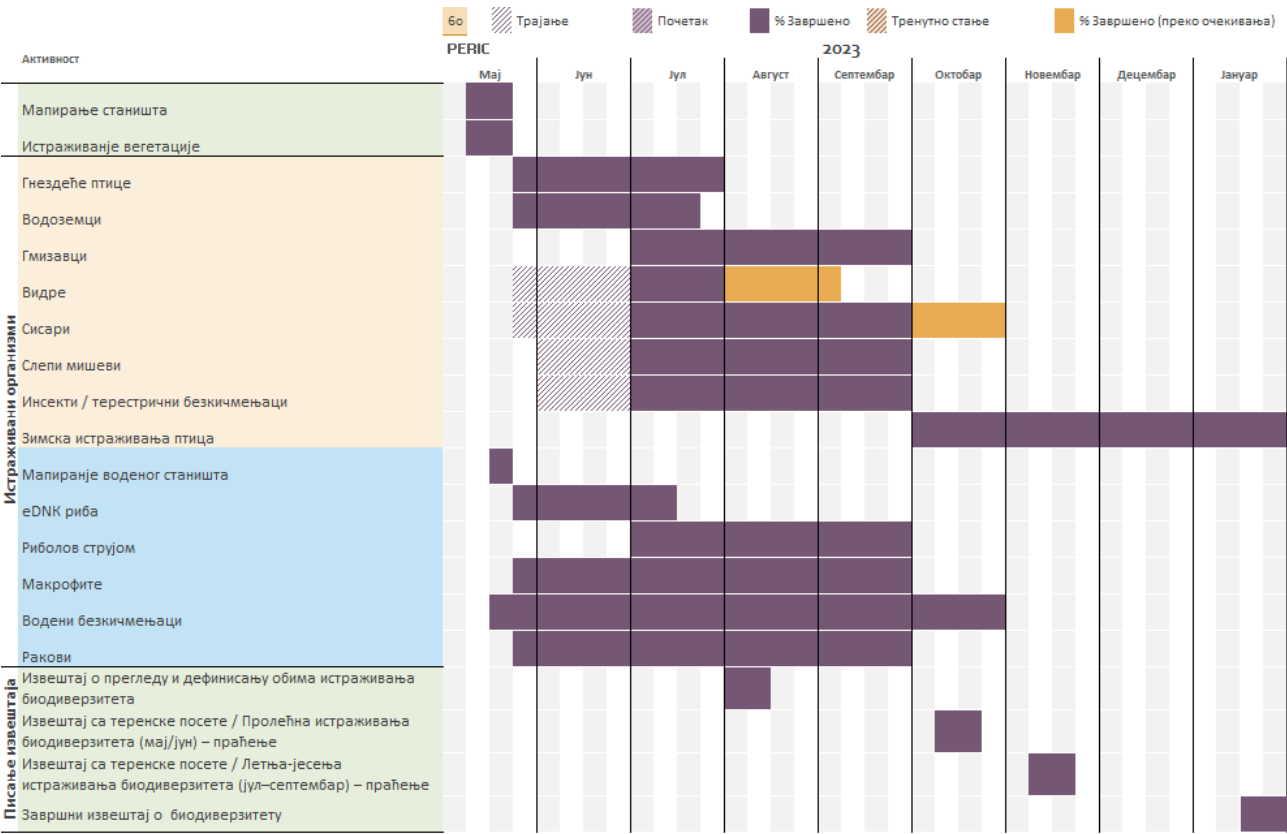 60 Трајање Почетак % Завршено Тренутно стање % Завршено (преко очекивања)
PERIC 2023
Активност
Мај Јун Јул Август Септембар Октобар Новембар Децембар Јануар
Мапирање станишта
Истраживанје вегетације
Истраживани организми
Гнездеће птице
Водоземци
Гмизавци
Видре
Сисари
Слепи мишеви
Инсекти / терестрични безкичмењаци
Зимска истраживања птица
Мапиранје воденог станишта
еДНК риба
Риболов струјом
Макрофите
Водени безкичмењаци
Ракови
Писање извештаја
Извештај о прегледу и дефинисању обима истраживања
биодиверзитета
Извештај са теренске посете / Пролећна истраживања
биодиверзитета (мај/јун) – праћење
Извештај са теренске посете / Летња-јесења
истраживања биодиверзитета (јул–септембар) – праћење
Завршни извештај о биодиверзитету